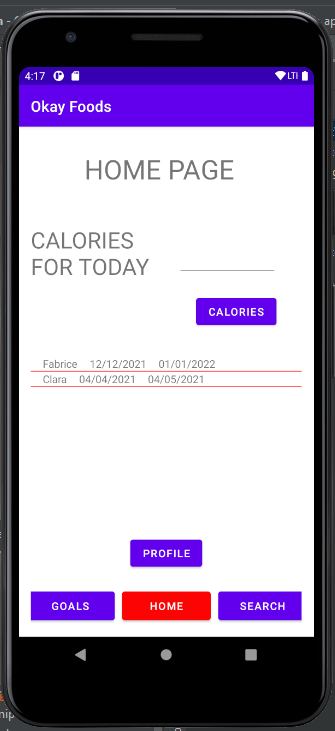 4:17 LTE
Okay Foods
HOME PAGE
CALORIES
FOR TODAY
CALORIES
Fabrice 12/12/2021 01/01/2022
Clara 04/04/2021 04/05/2021
PROFILE
GOALS HOME SEARCH